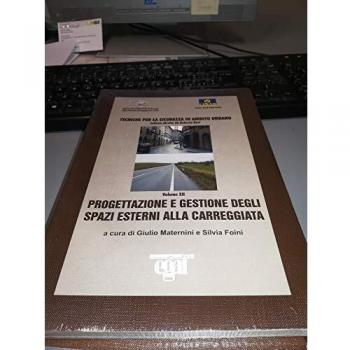 TECNICHE PER LA SICUREZZA IN AMBITO URBANO
Volume XII
PROGETTAZIONE E GESTIONE DEGLI
SPAZI ESTERNI ALLA CARREGGIATA
a cura di Giulio Maternini e Silvia Foini